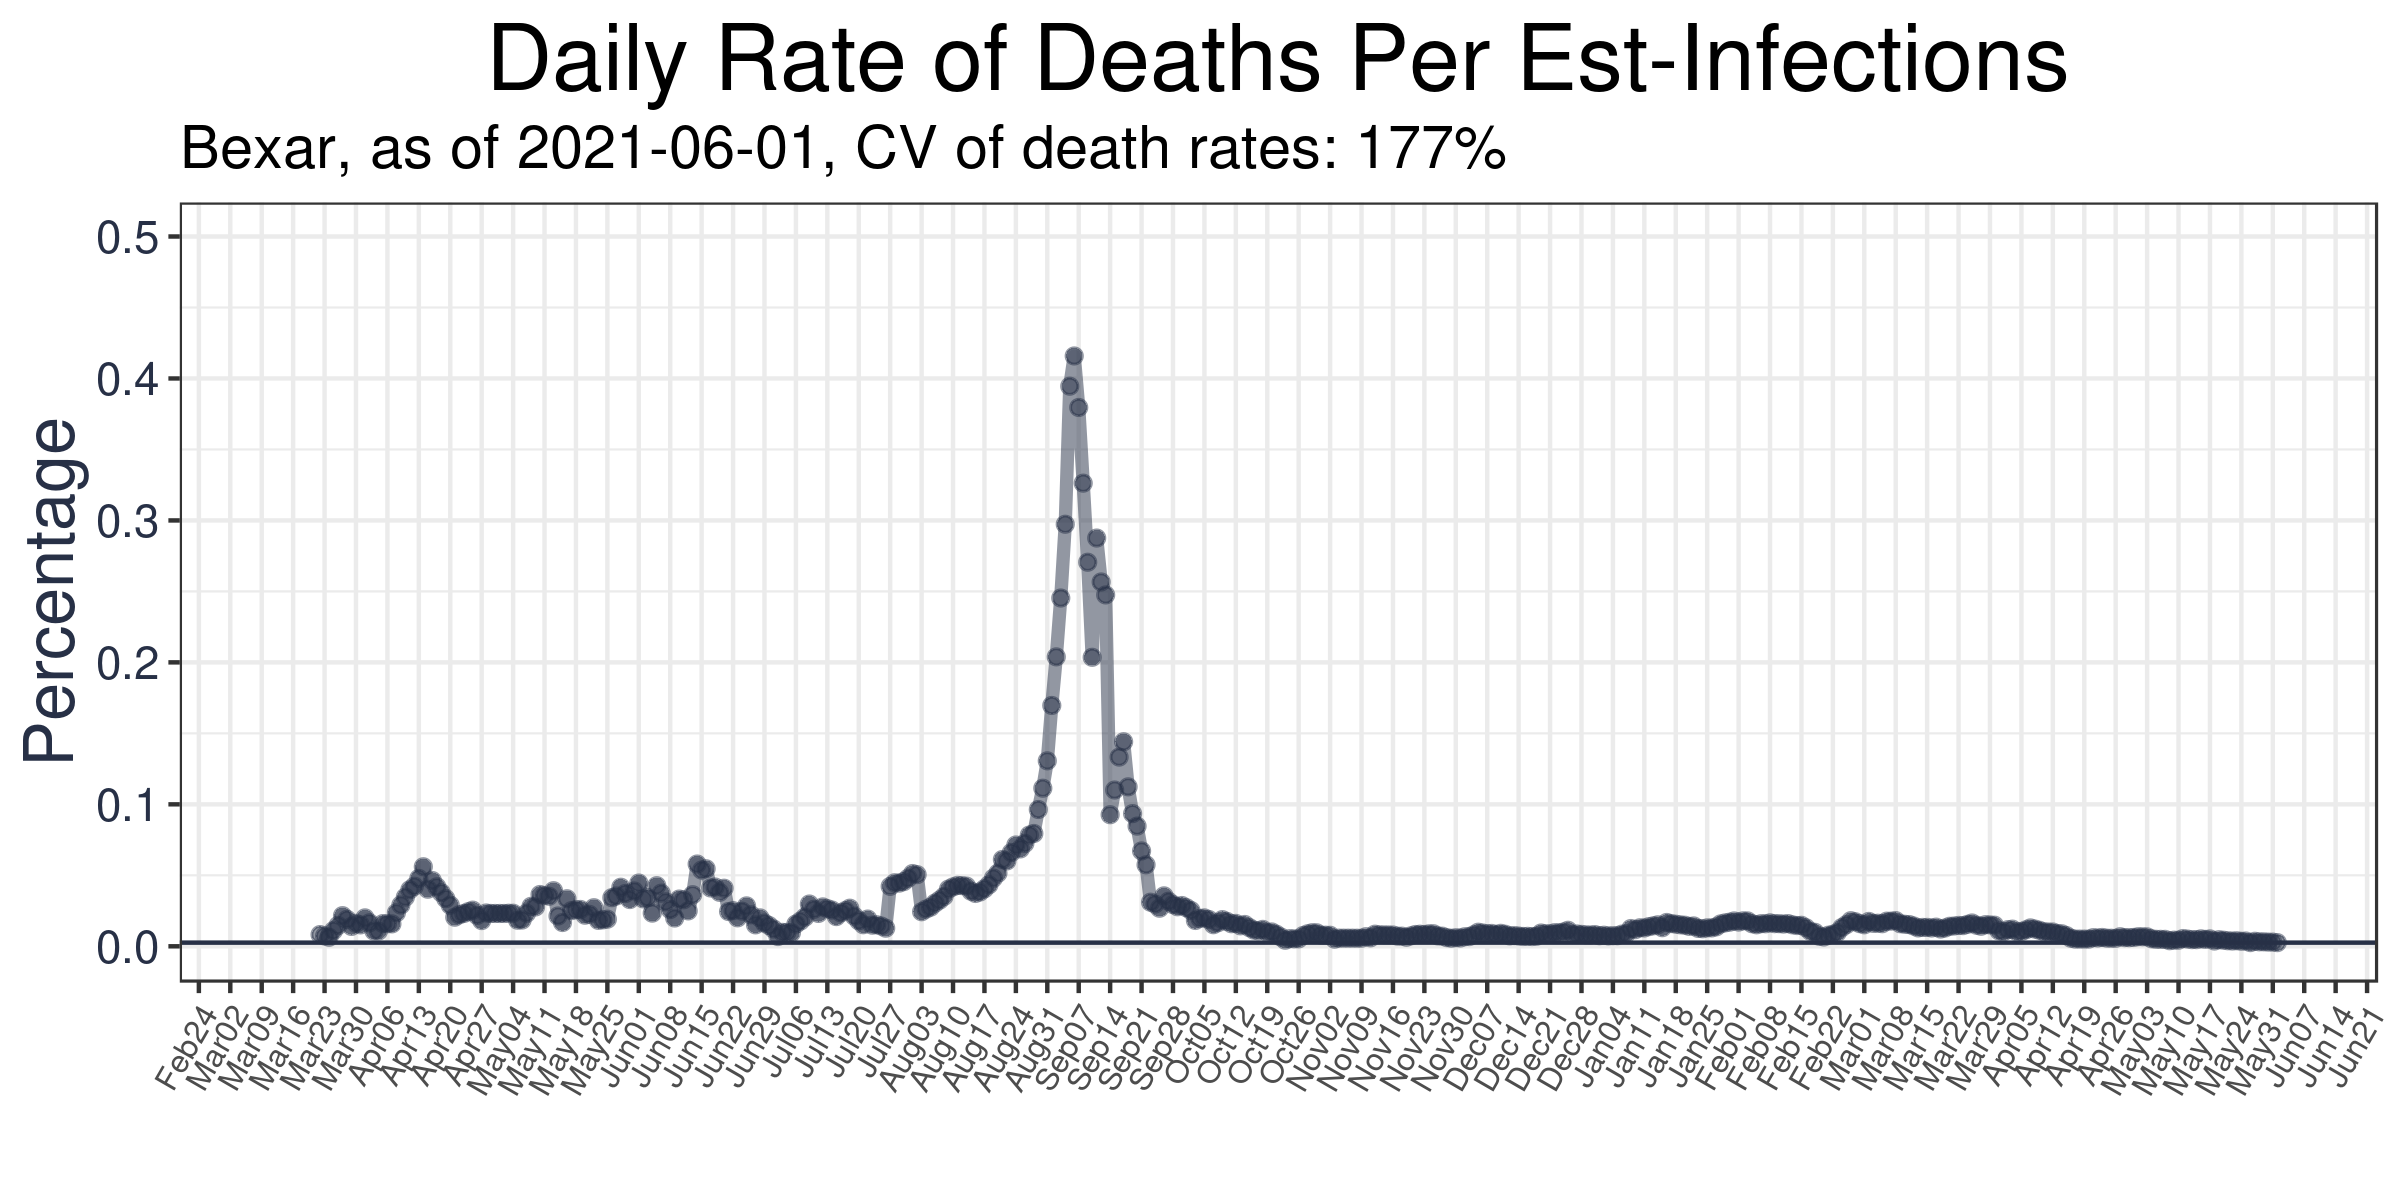 Daily Rate of Deaths Per Est-Infections
Bexar, as of 2021-06-01, CV of death rates: 177%
Percentage
0.5
0.4
0.3
0.2
0.1
0.0
Feb24
Mar02
Mar09
Mar16
Mar23
Mar30
Apr06
Apr13
Apr20
Apr27
May04
May11
May18
May25
Jun01
Jun08
Jun15
Jun22
Jun29
Jul06
Jul13
Jul20
Jul27
Aug03
Aug10
Aug17
Aug24
Aug31
Sep07
Sep14
Sep21
Sep28
Oct05
Oct12
Oct19
Oct26
Nov02
Nov09
Nov16
Nov23
Nov30
Dec07
Dec14
Dec21
Dec28
Jan04
Jan11
Jan18
Jan25
Feb01
Feb08
Feb15
Feb22
Mar01
Mar08
Mar15
Mar22
Mar29
Apr05
Apr12
Apr19
Apr26
May03
May10
May17
May24
May31
Jun07
Jun14
Jun21